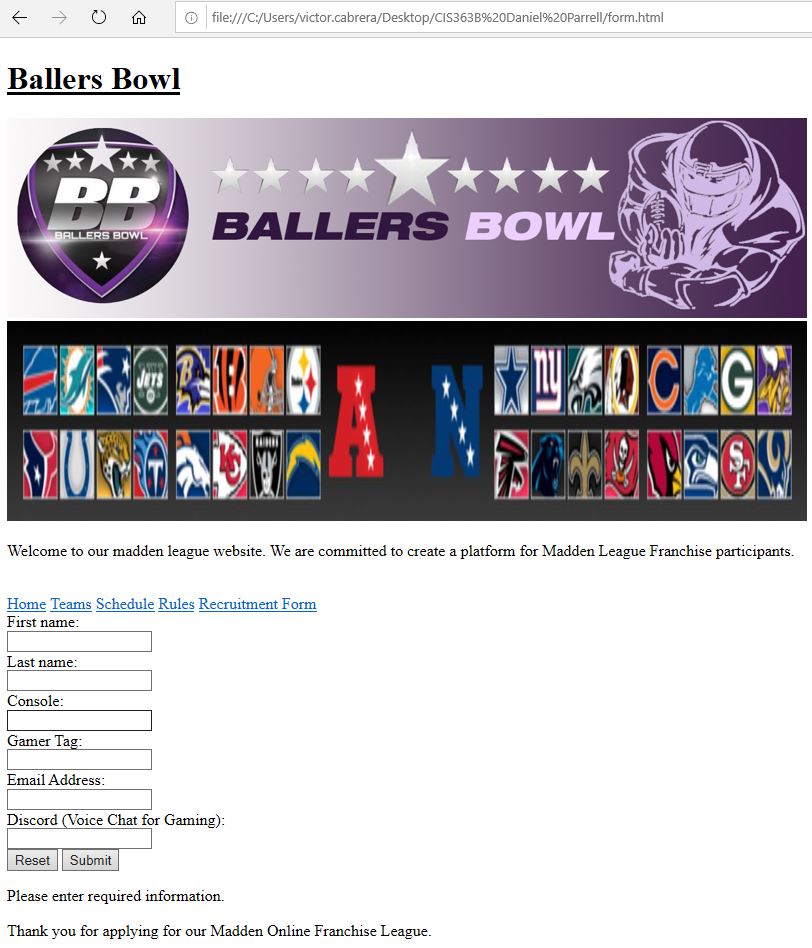 file:///C:/Users/victor.cabrera/Desktop/CIS363B%20Daniel%20Parrell/form.html
Ballers Bowl
BB
BALLERS BOWL
BALLERS BOWL
JETS
ny
G
A N
KC
SF
Welcome to our madden league website. We are committed to create a platform for Madden League Franchise participants.
Home Teams Schedule Rules Recruitment Form
First name:
Last name:
Console:
Gamer Tag:
Email Address:
Discord (Voice Chat for Gaming):
Reset Submit
Please enter required information.
Thank you for applying for our Madden Online Franchise League.